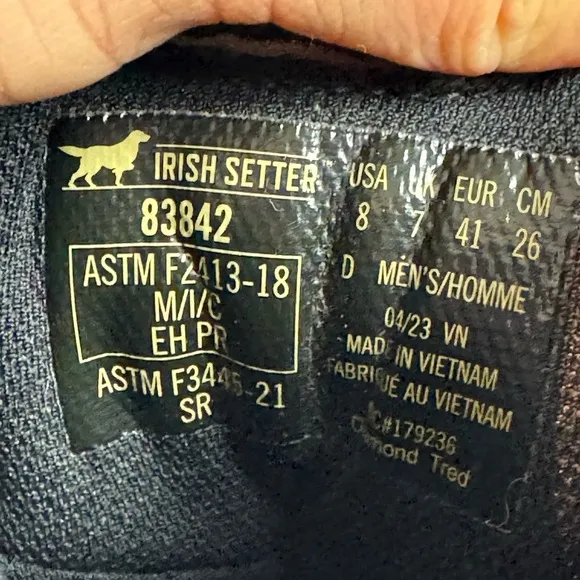 IRISH SETTER
83842
ASTM F2413-18
M/I/C
EH PR
ASTM F3445-21
SR
USA UK EUR CM
8 7 41 26
D MEN'S/HOMME
04/23 VN
MADE IN VIETNAM
FABRIQUÉ AU VIETNAM
Tred